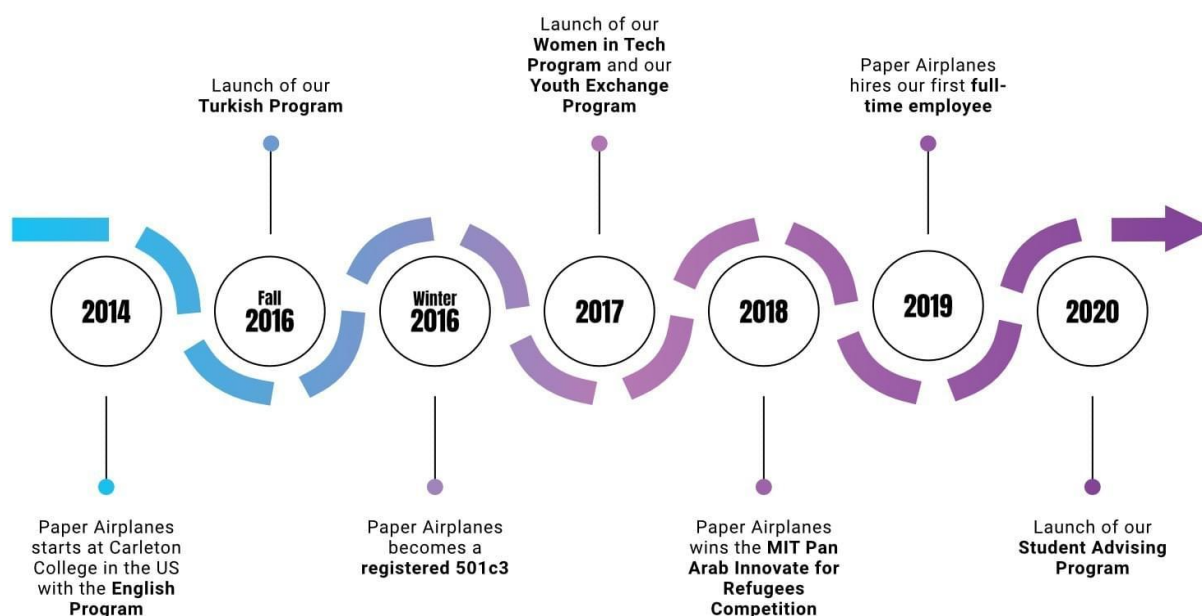 Launch of our
Turkish Program
Launch of our
Women in Tech
Program and our
Youth Exchange
Program
Paper Airplanes
hires our first full-
time employee
2014
Fall
2016
Winter
2016
2017
2018
2019
2020
Paper Airplanes
starts at Carleton
College in the US
with the English
Program
Paper Airplanes
becomes a
registered 501c3
Paper Airplanes
wins the MIT Pan
Arab Innovate for
Refugees
Competition
Launch of our
Student Advising
Program